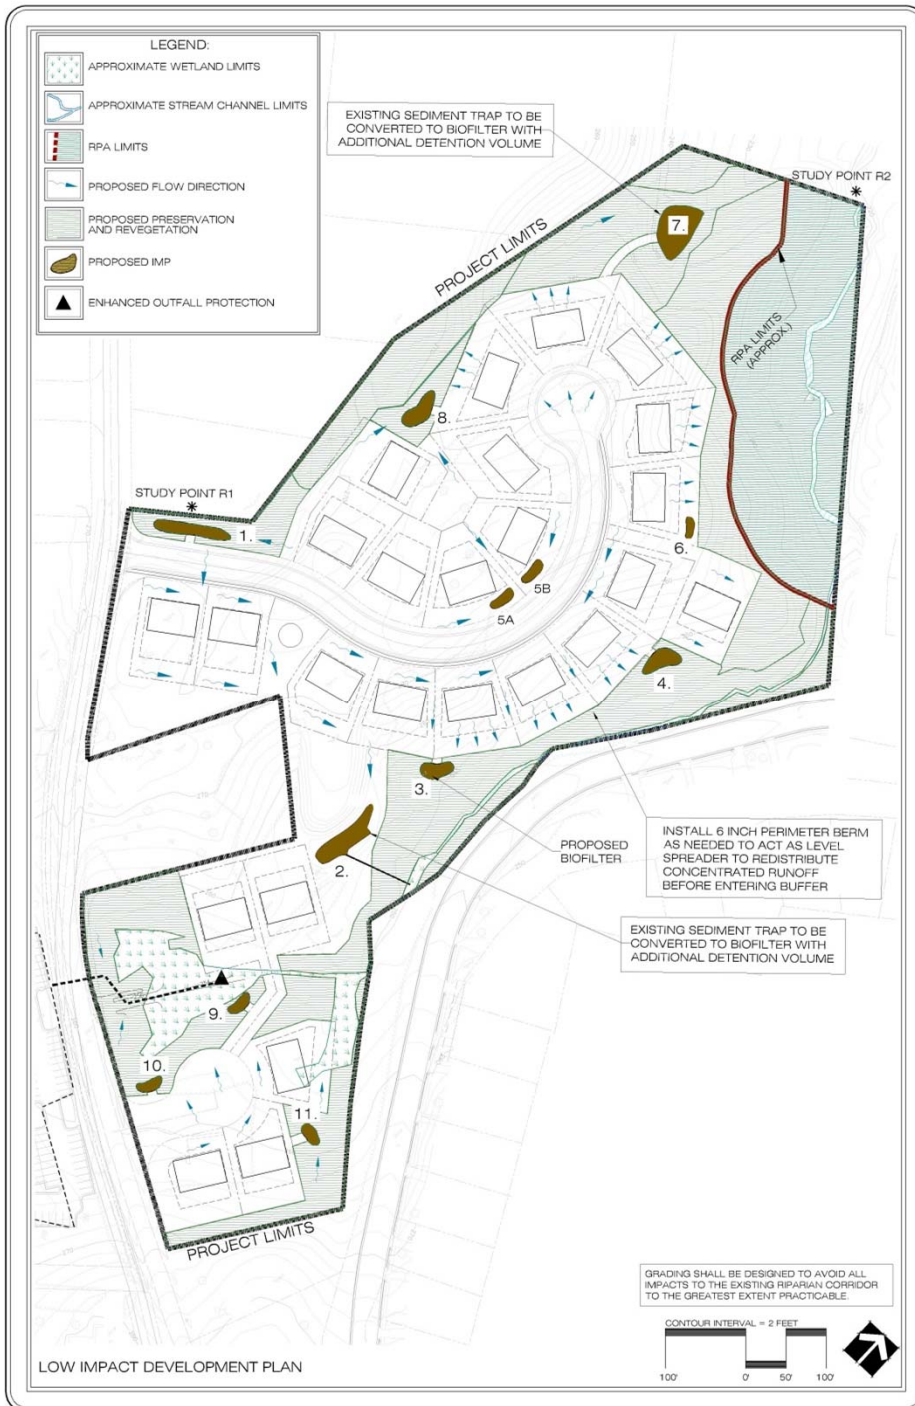 LEGEND:
APPROXIMATE WETLAND LIMITS
APPROXIMATE STREAM CHANNEL LIMITS
RPA LIMITS
PROPOSED FLOW DIRECTION
PROPOSED PRESERVATION
AND REVEGETATION
PROPOSED IMP
ENHANCED OUTFALL PROTECTION
EXISTING SEDIMENT TRAP TO BE
CONVERTED TO BIOFILTER WITH
ADDITIONAL DETENTION VOLUME
STUDY POINT R2
7.
PROJECT LIMITS
RPA LIMITS
(APPROX.)
8.
STUDY POINT R1
1.
6.
5B
5A
4.
3.
PROPOSED
BIOFILTER
INSTALL 6 INCH PERIMETER BERM
AS NEEDED TO ACT AS LEVEL
SPREADER TO REDISTRIBUTE
CONCENTRATED RUNOFF
BEFORE ENTERING BUFFER
2.
EXISTING SEDIMENT TRAP TO BE
CONVERTED TO BIOFILTER WITH
ADDITIONAL DETENTION VOLUME
9.
10.
11.
PROJECT LIMITS
GRADING SHALL BE DESIGNED TO AVOID ALL
IMPACTS TO THE EXISTING RIPARIAN CORRIDOR
TO THE GREATEST EXTENT PRACTICABLE.
CONTOUR INTERVAL = 2 FEET
100' 0' 50' 100'
LOW IMPACT DEVELOPMENT PLAN